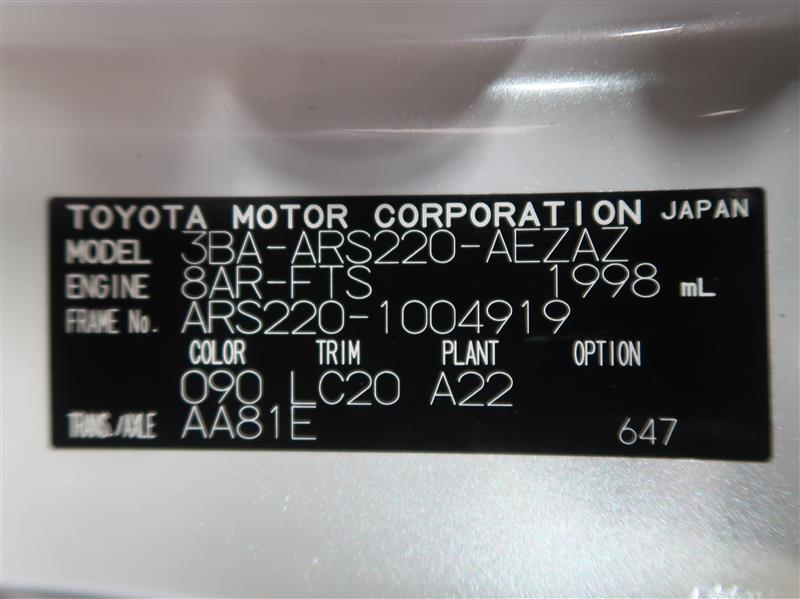 TOYOTA MOTOR CORPORATION JAPAN
MODEL 3BA-ARS220-AEZAZ
ENGINE 8AR-FTS 1998 mL
FRAME No. ARS220-1004919
COLOR TRIM PLANT OPTION
090 LC20 A22
TRANS./AXLE AA81E 647